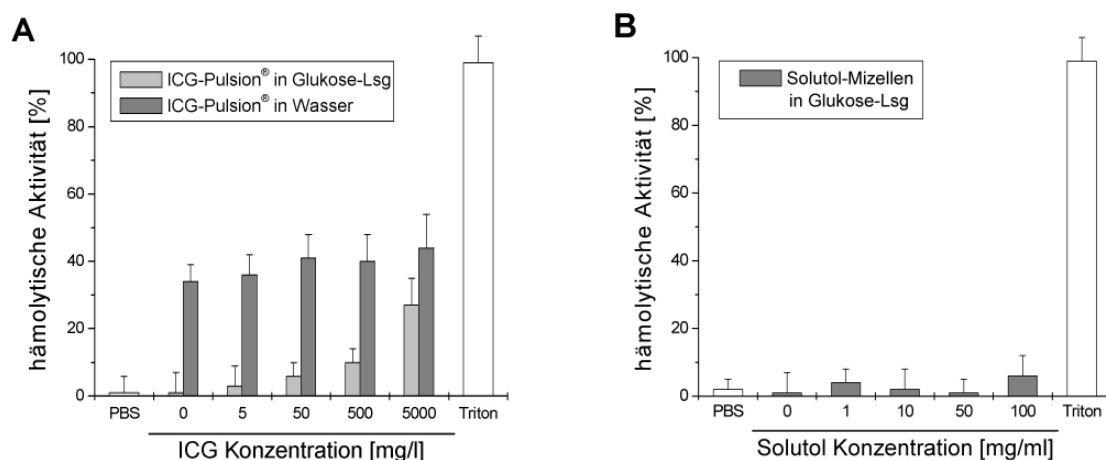 A
hämolytische Aktivität [%]
100
80
60
40
20
0
ICG-Pulsion® in Glukose-Lsg
ICG-Pulsion® in Wasser
PBS 0 5 50 500 5000 Triton
ICG Konzentration [mg/l]
B
hämolytische Aktivität [%]
100
80
60
40
20
0
Solutol-Mizellen
in Glukose-Lsg
PBS 0 1 10 50 100 Triton
Solutol Konzentration [mg/ml]